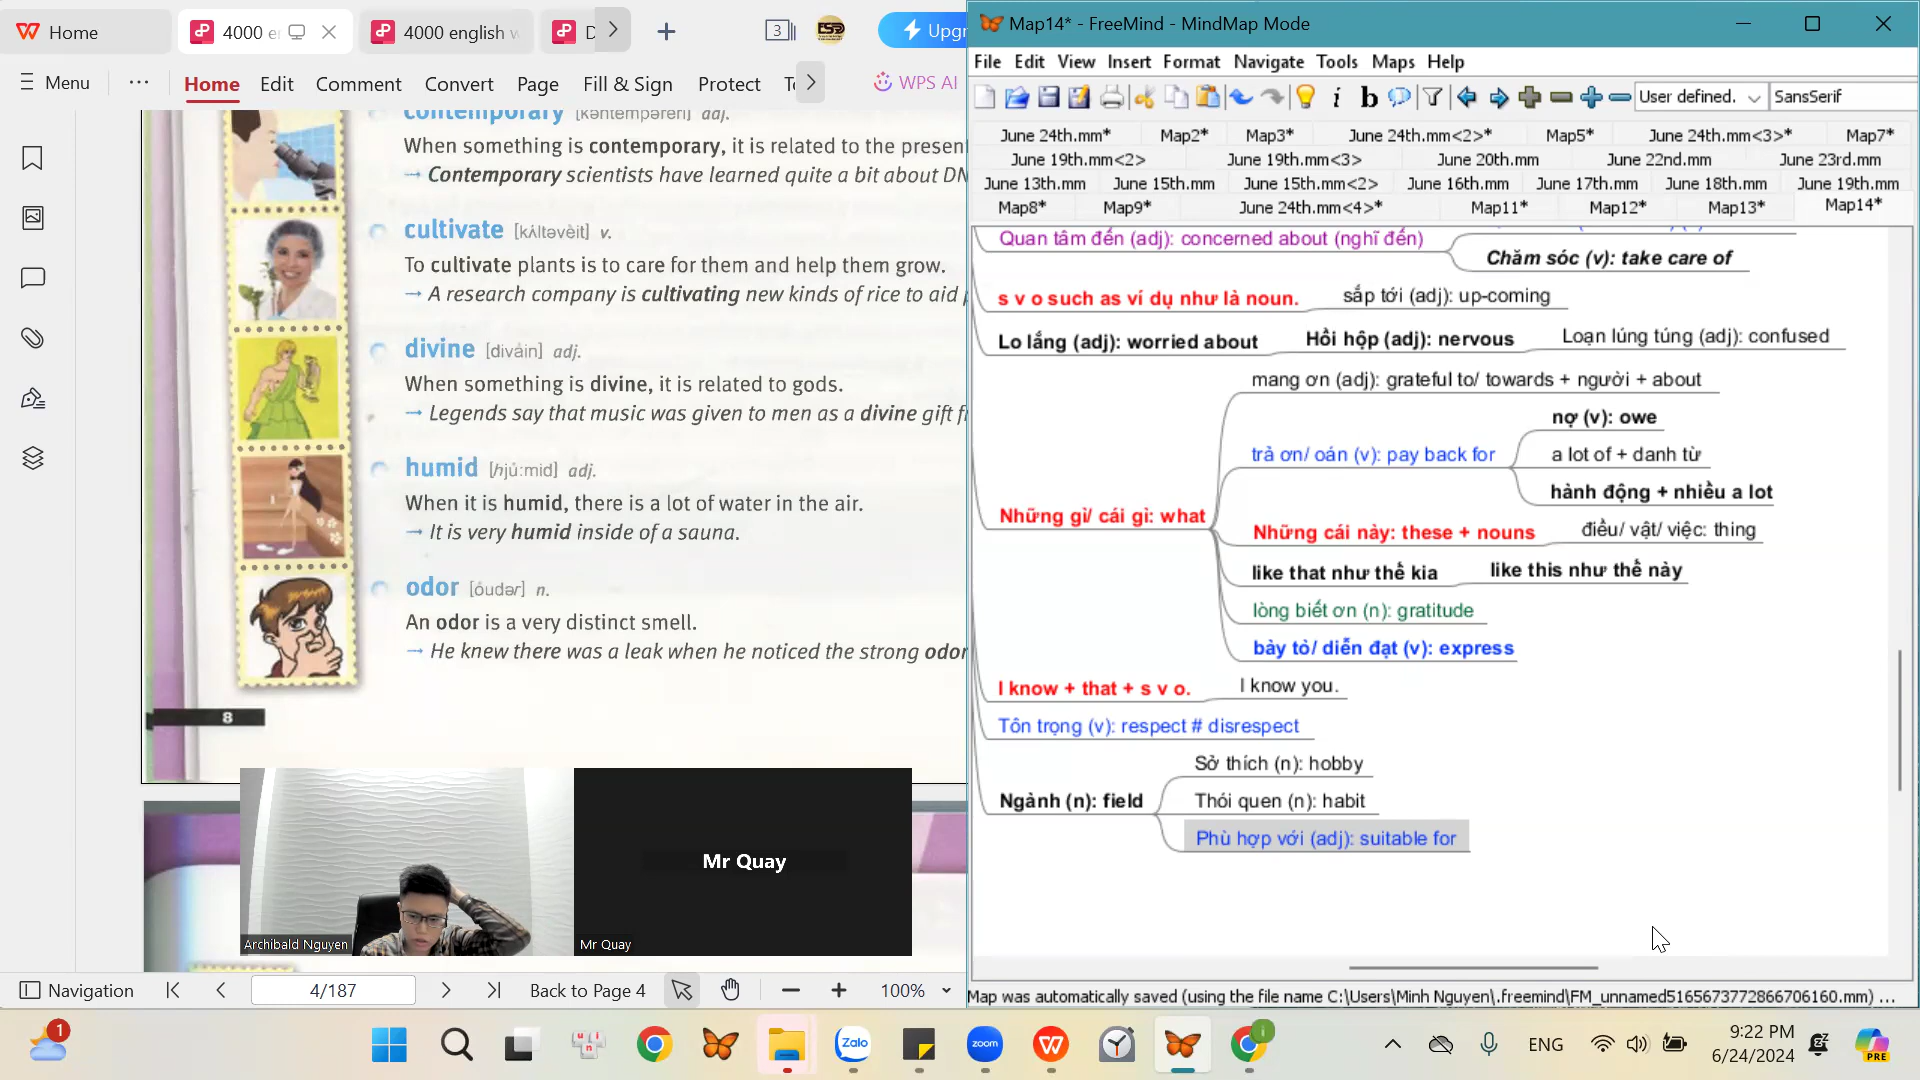 Home
4000 e
4000 english w
D
3
Upgr
Menu
Home
Edit
Comment
Convert
Page
Fill & Sign
Protect
WPS AI
contemporary [kəntémpəreri] adj.
When something is contemporary, it is related to the present
→ Contemporary scientists have learned quite a bit about DN
cultivate [kʌ́ltəvèit] v.
To cultivate plants is to care for them and help them grow.
→ A research company is cultivating new kinds of rice to aid p
divine [diváin] adj.
When something is divine, it is related to gods.
→ Legends say that music was given to men as a divine gift f
humid [hjúːmid] adj.
When it is humid, there is a lot of water in the air.
→ It is very humid inside of a sauna.
odor [óudər] n.
An odor is a very distinct smell.
→ He knew there was a leak when he noticed the strong odor
8
Archibald Nguyen
Mr Quay
Mr Quay
Navigation
4/187
Back to Page 4
100%
Map14* - FreeMind - MindMap Mode
File Edit View Insert Format Navigate Tools Maps Help
User defined.
SansSerif
June 24th.mm* Map2* Map3* June 24th.mm<2>* Map5* June 24th.mm<3>* Map7*
June 19th.mm<2> June 19th.mm<3> June 20th.mm June 22nd.mm June 23rd.mm
June 13th.mm June 15th.mm June 15th.mm<2> June 16th.mm June 17th.mm June 18th.mm June 19th.mm
Map8* Map9* June 24th.mm<4>* Map11* Map12* Map13* Map14*
Quan tâm đến (adj): concerned about (nghĩ đến)
Chăm sóc (v): take care of
s v o such as ví dụ như là noun.
sắp tới (adj): up-coming
Lo lắng (adj): worried about
Hồi hộp (adj): nervous
Loạn lúng túng (adj): confused
Những gì/ cái gì: what
mang ơn (adj): grateful to/ towards + người + about
trả ơn/ oán (v): pay back for
nợ (v): owe
a lot of + danh từ
hành động + nhiều a lot
Những cái này: these + nouns
điều/ vật/ việc: thing
like that như thế kia
like this như thế này
lòng biết ơn (n): gratitude
bày tỏ/ diễn đạt (v): express
I know + that + s v o.
I know you.
Tôn trọng (v): respect # disrespect
Ngành (n): field
Sở thích (n): hobby
Thói quen (n): habit
Phù hợp với (adj): suitable for
Map was automatically saved (using the file name C:\Users\Minh Nguyen\.freemind\FM_unnamed5165673772866706160.mm) ...
1
Zalo
zoom
ENG
9:22 PM
6/24/2024
PRE